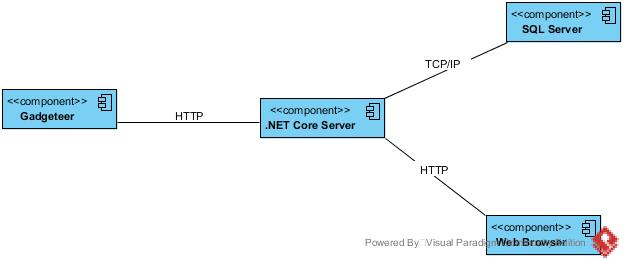 <<component>>
SQL Server
TCP/IP
<<component>>
Gadgeteer
HTTP
<<component>>
.NET Core Server
HTTP
<<component>>
Web Browser
Powered By Visual Paradigm Edition